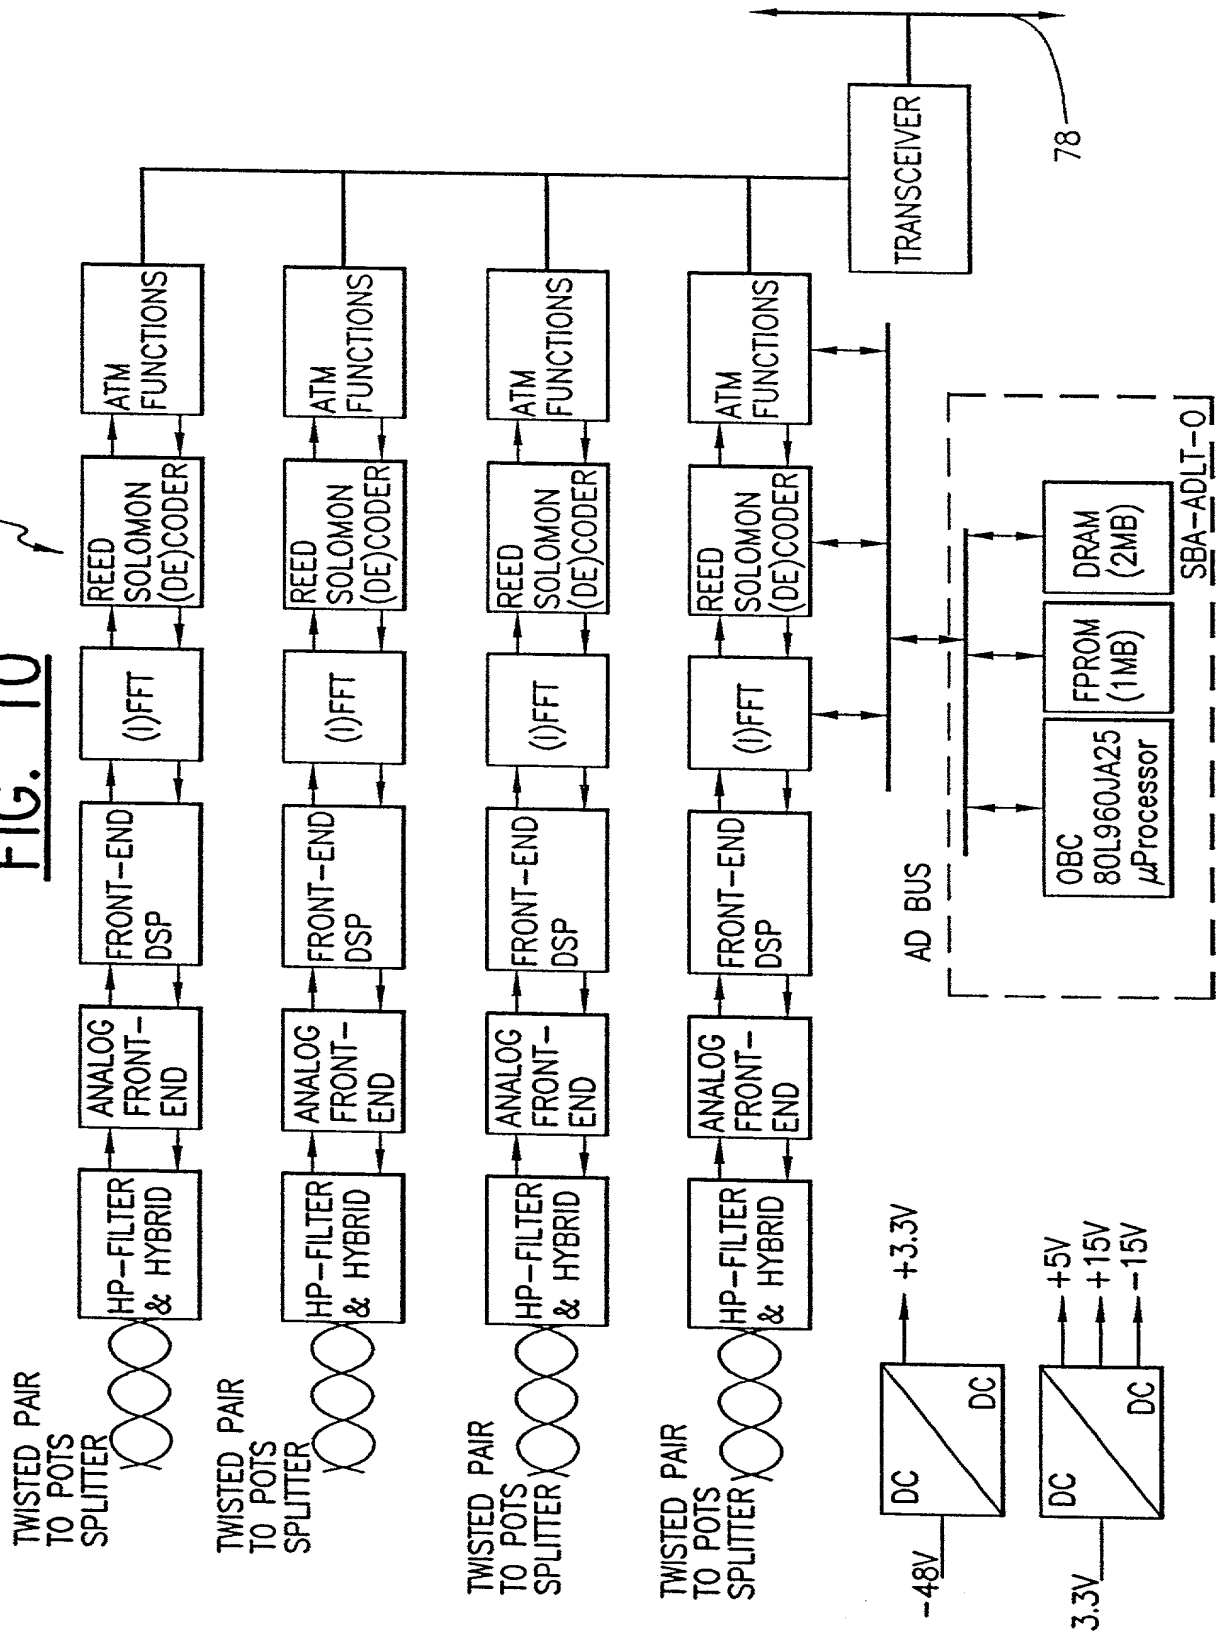 FIG. 10
TWISTED PAIR
TO POTS
SPLITTER
HP-FILTER
& HYBRID
ANALOG
FRONT-
END
FRONT-END
DSP
(I)FFT
REED
SOLOMON
(DE)CODER
ATM
FUNCTIONS
TWISTED PAIR
TO POTS
SPLITTER
HP-FILTER
& HYBRID
ANALOG
FRONT-
END
FRONT-END
DSP
(I)FFT
REED
SOLOMON
(DE)CODER
ATM
FUNCTIONS
TWISTED PAIR
TO POTS
SPLITTER
HP-FILTER
& HYBRID
ANALOG
FRONT-
END
FRONT-END
DSP
(I)FFT
REED
SOLOMON
(DE)CODER
ATM
FUNCTIONS
TWISTED PAIR
TO POTS
SPLITTER
HP-FILTER
& HYBRID
ANALOG
FRONT-
END
FRONT-END
DSP
(I)FFT
REED
SOLOMON
(DE)CODER
ATM
FUNCTIONS
TRANSCEIVER
78
-48V
DC
DC
+3.3V
3.3V
DC
DC
+5V
+15V
-15V
AD BUS
OBC
80L960JA25
µProcessor
FPROM
(1MB)
DRAM
(2MB)
SBA-ADLT-O